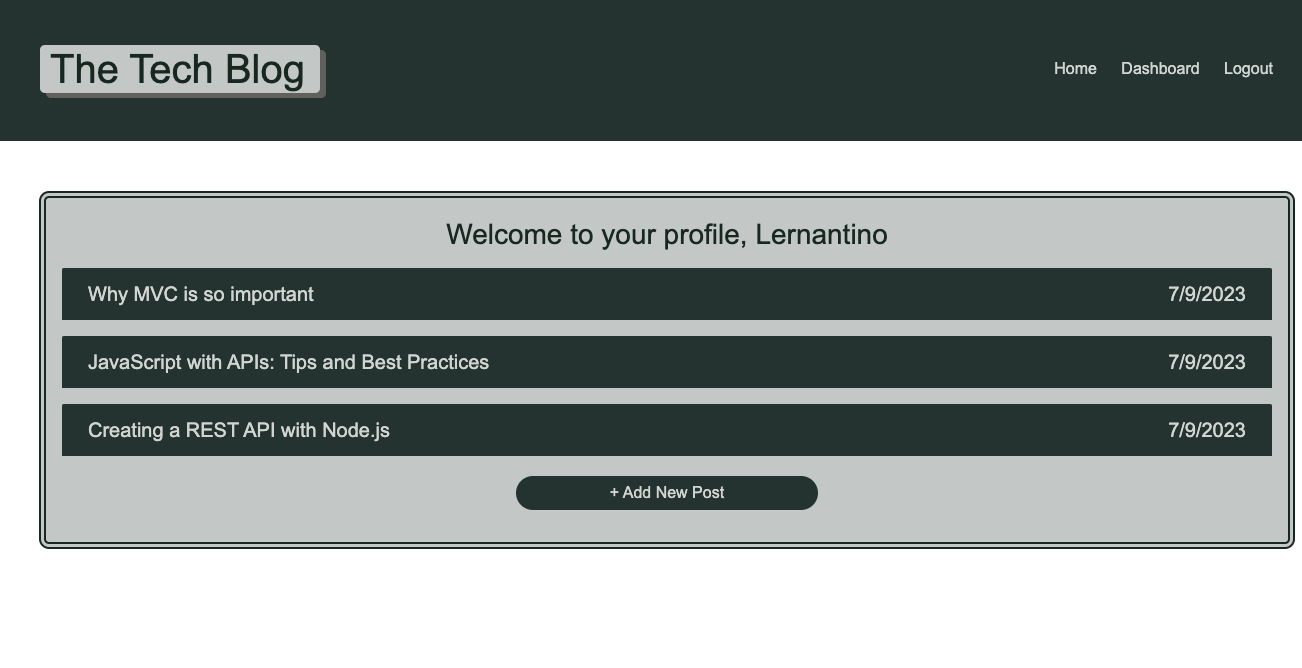 The Tech Blog
Home Dashboard Logout
Welcome to your profile, Lernantino
Why MVC is so important 7/9/2023
JavaScript with APIs: Tips and Best Practices 7/9/2023
Creating a REST API with Node.js 7/9/2023
+ Add New Post